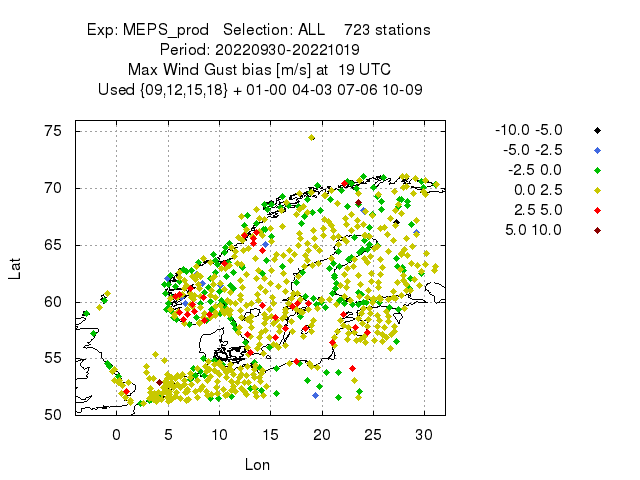 Exp: MEPS_prod   Selection: ALL    723 stations
Period: 20220930-20221019
Max Wind Gust bias [m/s] at  19 UTC
Used {09,12,15,18} + 01-00 04-03 07-06 10-09
-10.0 -5.0
-5.0 -2.5
-2.5 0.0
0.0 2.5
2.5 5.0
5.0 10.0
75
70
65
60
55
50
Lat
0 5 10 15 20 25 30
Lon